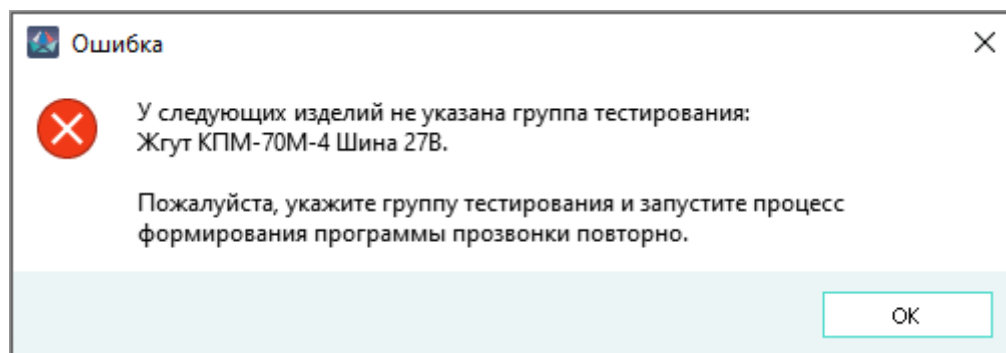 Ошибка
У следующих изделий не указана группа тестирования:
Жгут КПМ-70М-4 Шина 27В.
Пожалуйста, укажите группу тестирования и запустите процесс
формирования программы прозвонки повторно.
ОК